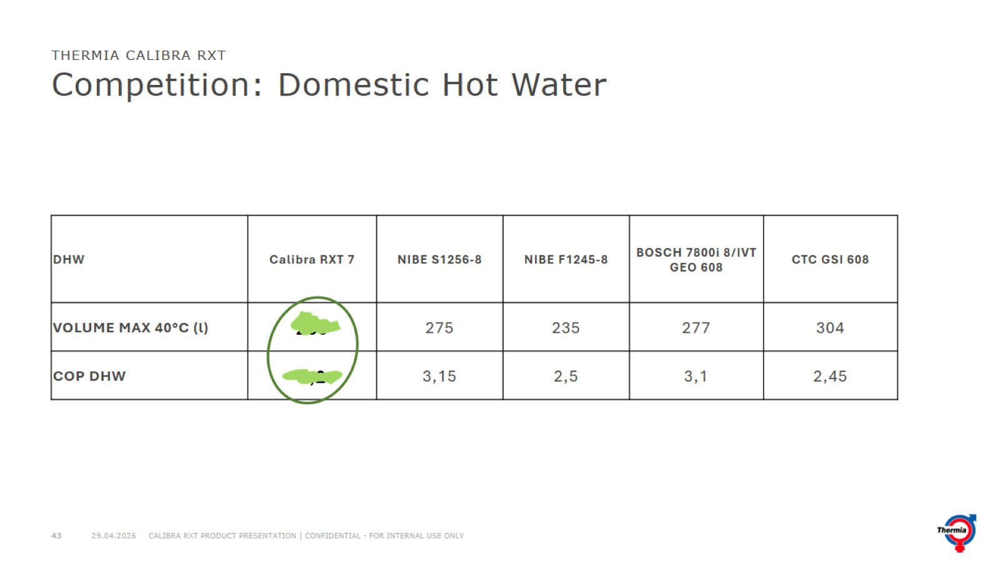 THERMIA CALIBRA RXT
Competition: Domestic Hot Water
DHW
Calibra RXT 7
NIBE S1256-8
NIBE F1245-8
BOSCH 7800i 8/IVT
GEO 608
CTC GSI 608
VOLUME MAX 40°C (l)
275
235
277
304
COP DHW
3,15
2,5
3,1
2,45
43
29.04.2026
CALIBRA RXT PRODUCT PRESENTATION | CONFIDENTIAL - FOR INTERNAL USE ONLY
Thermia